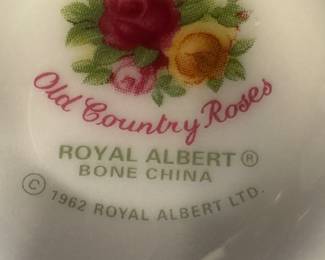 Old Country Roses
ROYAL ALBERT ®
BONE CHINA
© 1962 ROYAL ALBERT LTD.